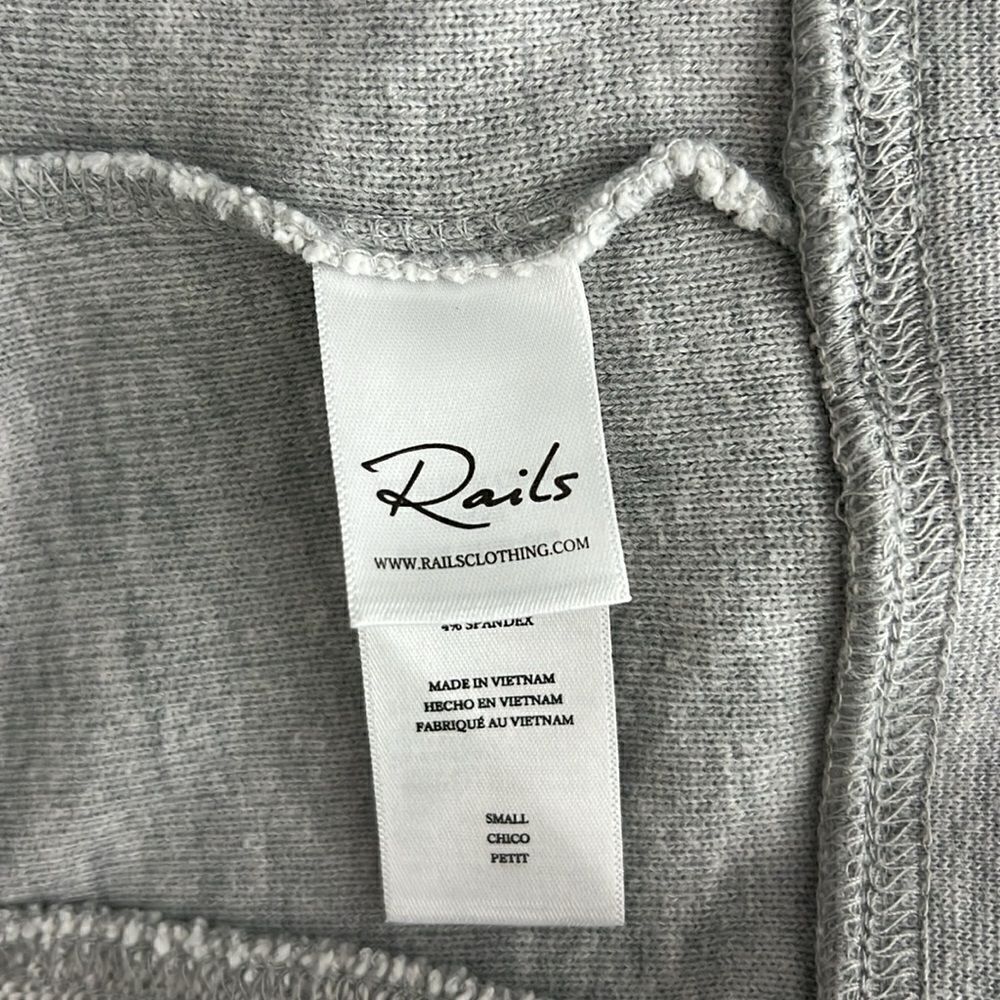 Rails
WWW.RAILSCLOTHING.COM
4% SPANDEX
MADE IN VIETNAM
HECHO EN VIETNAM
FABRIQUÉ AU VIETNAM
SMALL
CHICO
PETIT